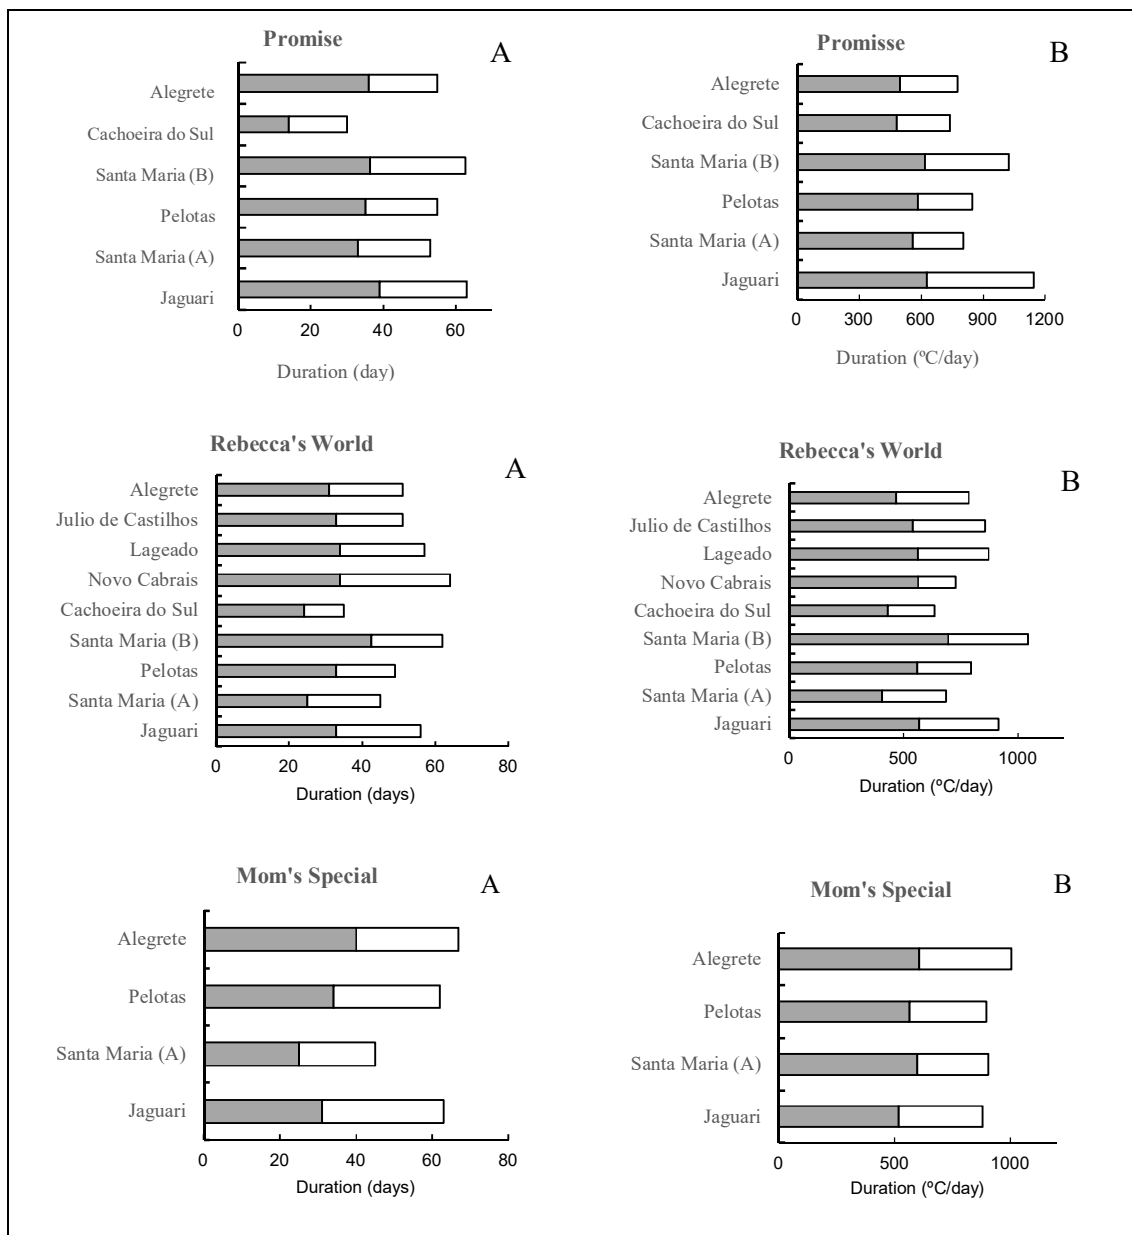 Promise
A
Alegrete
Cachoeira do Sul
Santa Maria (B)
Pelotas
Santa Maria (A)
Jaguari
0 20 40 60
Duration (day)
Promisse
B
Alegrete
Cachoeira do Sul
Santa Maria (B)
Pelotas
Santa Maria (A)
Jaguari
0 300 600 900 1200
Duration (ºC/day)
Rebecca's World
A
Alegrete
Julio de Castilhos
Lageado
Novo Cabrais
Cachoeira do Sul
Santa Maria (B)
Pelotas
Santa Maria (A)
Jaguari
0 20 40 60 80
Duration (days)
Rebecca's World
B
Alegrete
Julio de Castilhos
Lageado
Novo Cabrais
Cachoeira do Sul
Santa Maria (B)
Pelotas
Santa Maria (A)
Jaguari
0 500 1000
Duration (ºC/day)
Mom's Special
A
Alegrete
Pelotas
Santa Maria (A)
Jaguari
0 20 40 60 80
Duration (days)
Mom's Special
B
Alegrete
Pelotas
Santa Maria (A)
Jaguari
0 500 1000
Duration (ºC/day)